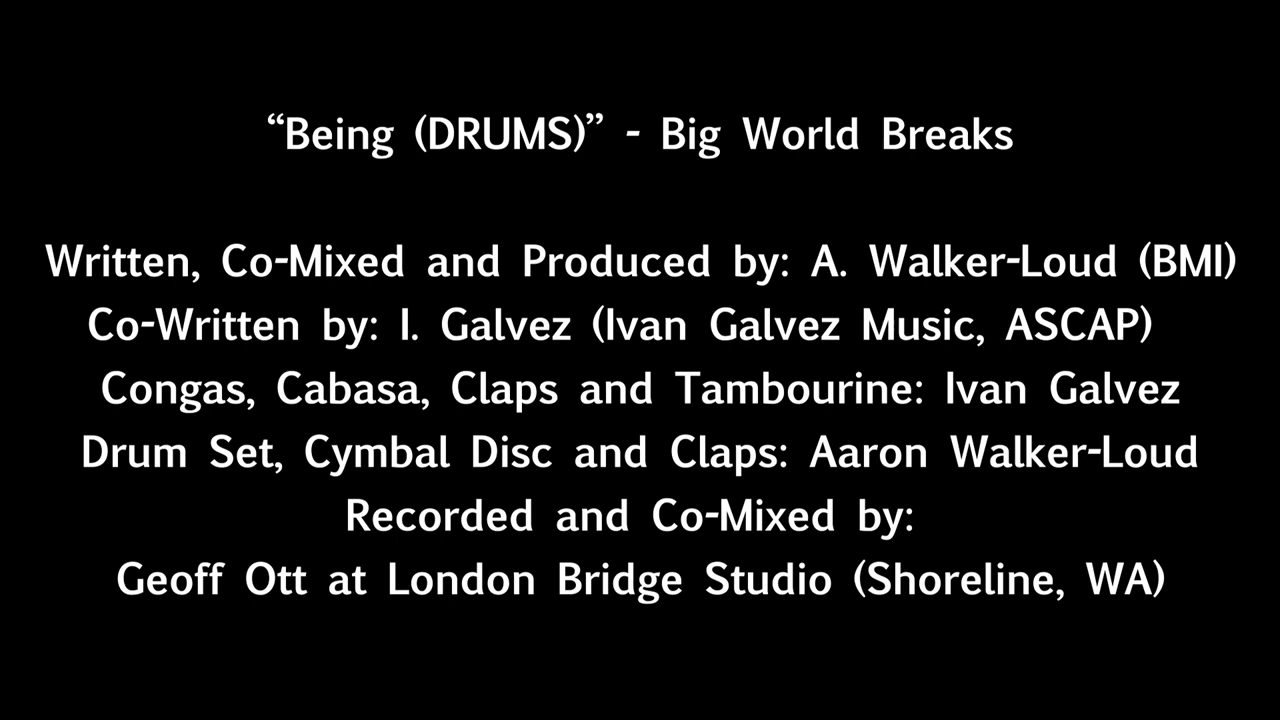 “Being (DRUMS)” - Big World Breaks
Written, Co-Mixed and Produced by: A. Walker-Loud (BMI)
Co-Written by: I. Galvez (Ivan Galvez Music, ASCAP)
Congas, Cabasa, Claps and Tambourine: Ivan Galvez
Drum Set, Cymbal Disc and Claps: Aaron Walker-Loud
Recorded and Co-Mixed by:
Geoff Ott at London Bridge Studio (Shoreline, WA)